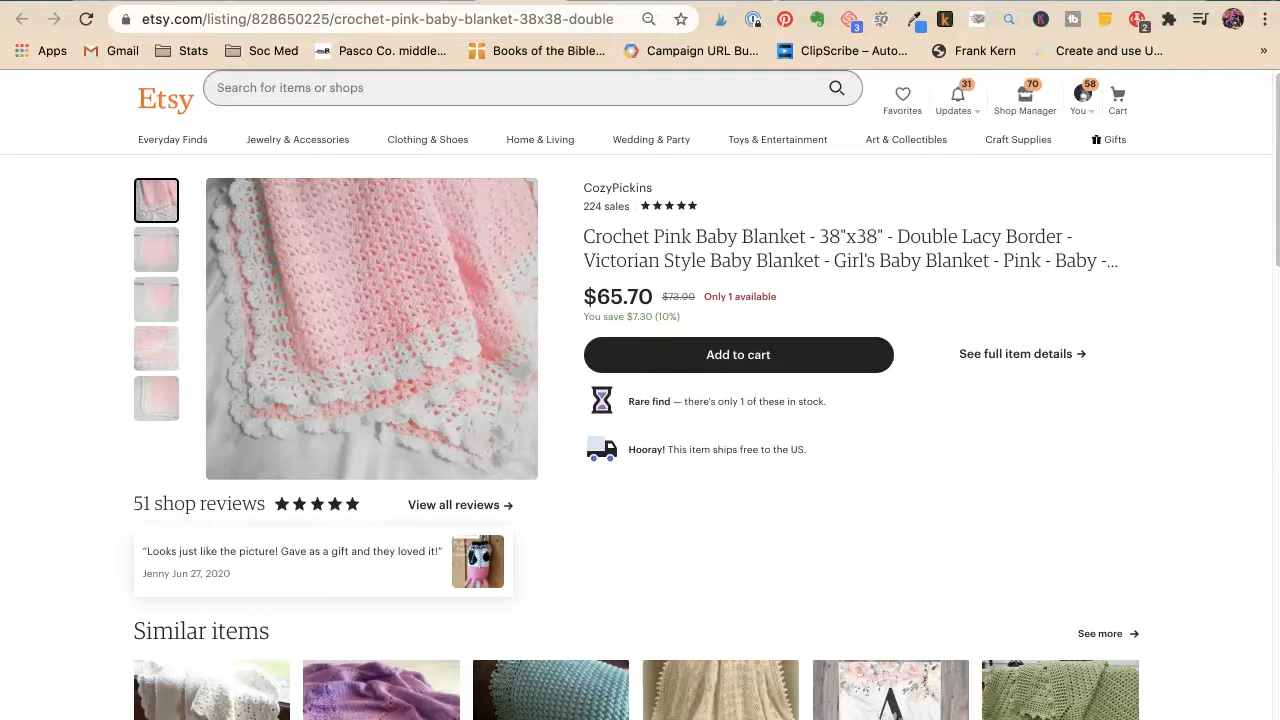 etsy.com/listing/828650225/crochet-pink-baby-blanket-38x38-double
3
2
Apps Gmail Stats Soc Med Pasco Co. middle... Books of the Bible... Campaign URL Bu... ClipScribe – Auto... Frank Kern Create and use U... »
Etsy
Search for items or shops
31 70 58
Favorites Updates Shop Manager You Cart
Everyday Finds Jewelry & Accessories Clothing & Shoes Home & Living Wedding & Party Toys & Entertainment Art & Collectibles Craft Supplies Gifts
CozyPickins
224 sales
Crochet Pink Baby Blanket - 38"x38" - Double Lacy Border -
Victorian Style Baby Blanket - Girl's Baby Blanket - Pink - Baby -...
$65.70 $73.00 Only 1 available
You save $7.30 (10%)
Add to cart
See full item details →
Rare find — there's only 1 of these in stock.
Hooray! This item ships free to the US.
51 shop reviews
View all reviews →
“Looks just like the picture! Gave as a gift and they loved it!”
Jenny Jun 27, 2020
Similar items
See more →
A